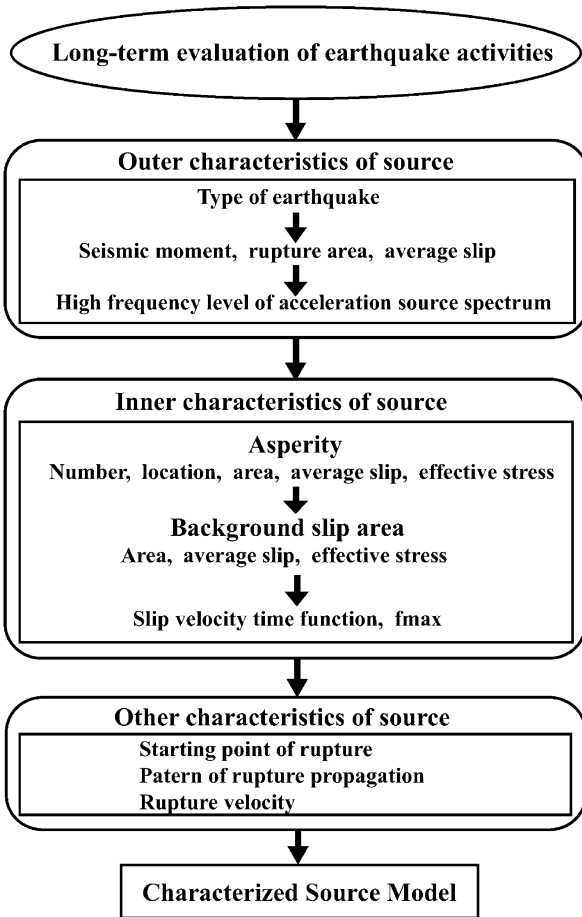 Long-term evaluation of earthquake activities
Outer characteristics of source
Type of earthquake
Seismic moment, rupture area, average slip
High frequency level of acceleration source spectrum
Inner characteristics of source
Asperity
Number, location, area, average slip, effective stress
Background slip area
Area, average slip, effective stress
Slip velocity time function, fmax
Other characteristics of source
Starting point of rupture
Patern of rupture propagation
Rupture velocity
Characterized Source Model